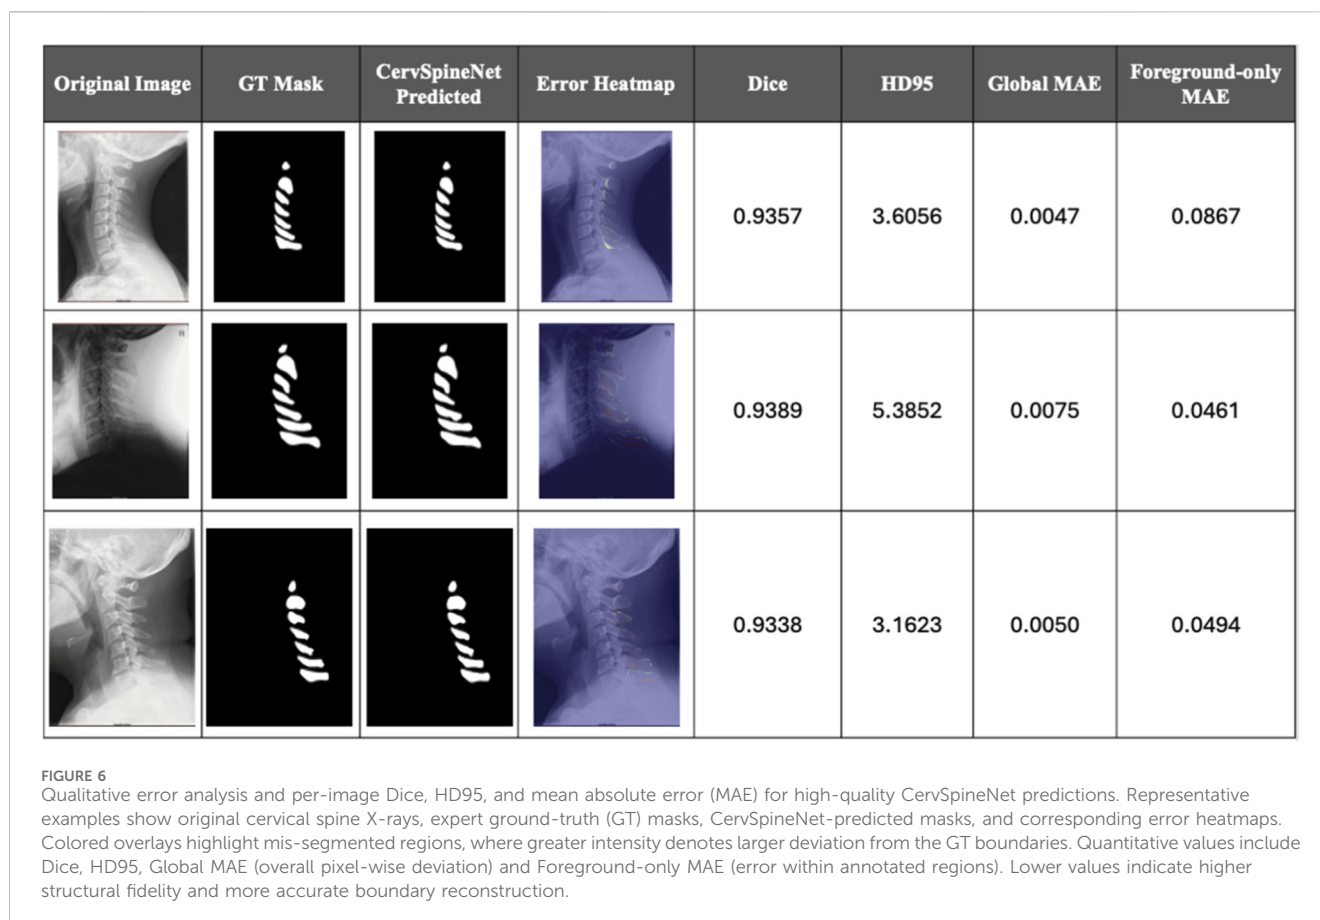 Original Image GT Mask CervSpineNet Predicted Error Heatmap Dice HD95 Global MAE Foreground-only MAE
0.9357 3.6056 0.0047 0.0867
0.9389 5.3852 0.0075 0.0461
0.9338 3.1623 0.0050 0.0494
FIGURE 6
Qualitative error analysis and per-image Dice, HD95, and mean absolute error (MAE) for high-quality CervSpineNet predictions. Representative
examples show original cervical spine X-rays, expert ground-truth (GT) masks, CervSpineNet-predicted masks, and corresponding error heatmaps.
Colored overlays highlight mis-segmented regions, where greater intensity denotes larger deviation from the GT boundaries. Quantitative values include
Dice, HD95, Global MAE (overall pixel-wise deviation) and Foreground-only MAE (error within annotated regions). Lower values indicate higher
structural fidelity and more accurate boundary reconstruction.